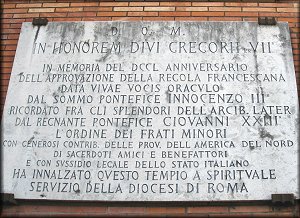 D. O. M.
IN HONOREM DIVI GREGORII VII
IN MEMORIA DEL DCCL ANNIVERSARIO
DELL'APPROVAZIONE DELLA REGOLA FRANCESCANA
DATA VIVAE VOCIS ORACVLO
DAL SOMMO PONTEFICE INNOCENZO III
RICORDATO FRA GLI SPLENDORI DELL'ARCIB. LATER
DAL REGNANTE PONTEFICE GIOVANNI XXIII
L'ORDINE DEI FRATI MINORI
CON GENEROSI CONTRIB. DELLE PROV. DELL'AMERICA DEL NORD
DI SACERDOTI AMICI E BENEFATTORI
E CON SVSSIDIO LEGALE DELLO STATO ITALIANO
HA INNALZATO QUESTO TEMPIO A SPIRITVALE
SERVIZIO DELLA DIOCESI DI ROMA